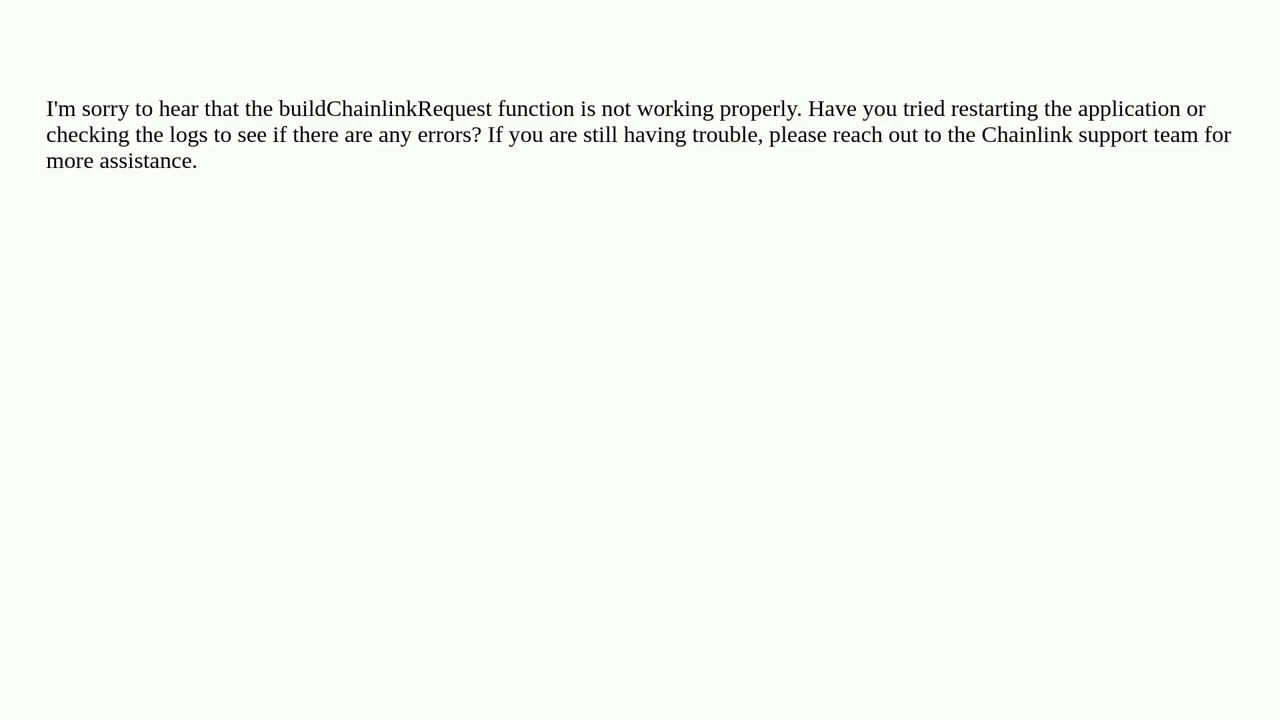 I'm sorry to hear that the buildChainlinkRequest function is not working properly. Have you tried restarting the application or
checking the logs to see if there are any errors? If you are still having trouble, please reach out to the Chainlink support team for
more assistance.